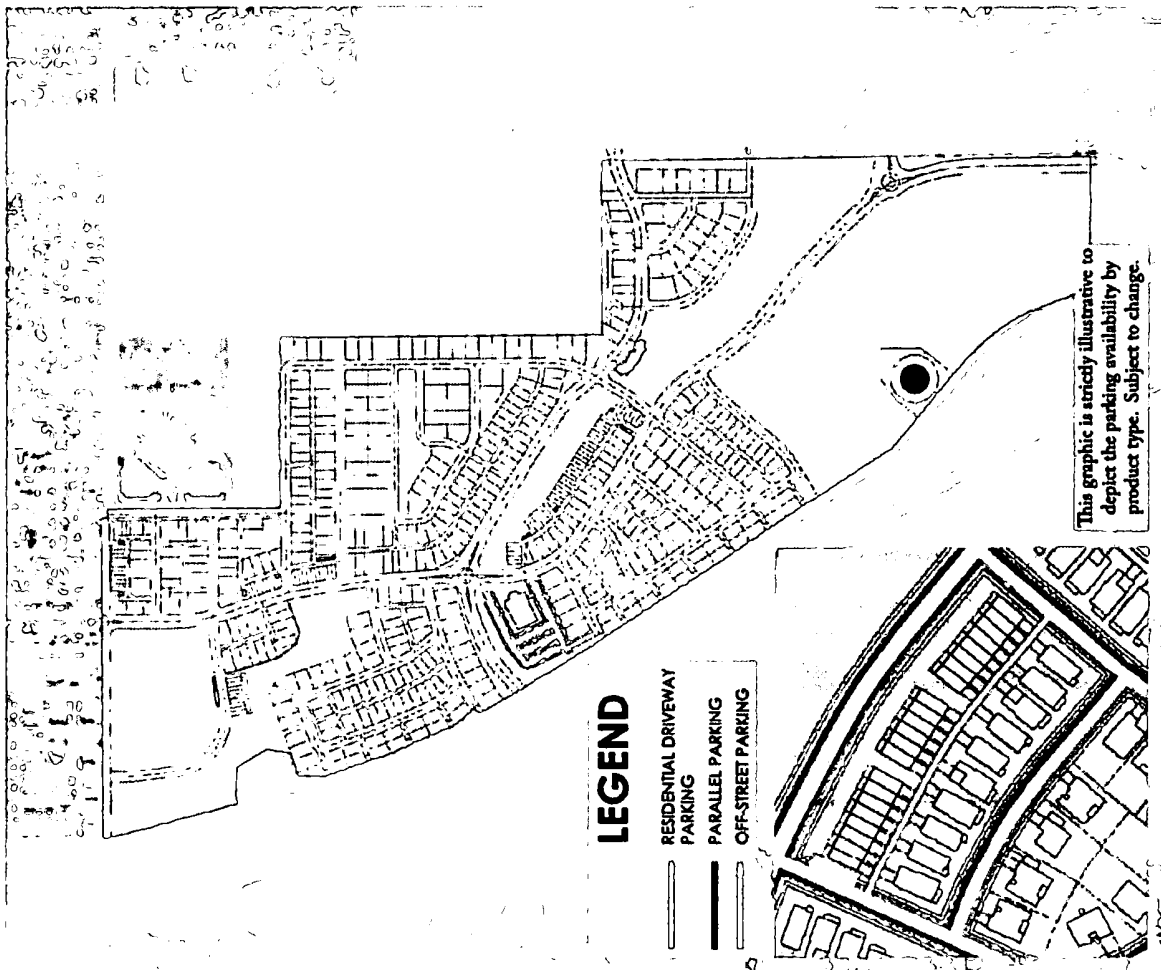 LEGEND
RESIDENTIAL DRIVEWAY
PARKING
PARALLEL PARKING
OFF-STREET PARKING
This graphic is strictly illustrative to
depict the parking availability by
product type. Subject to change.